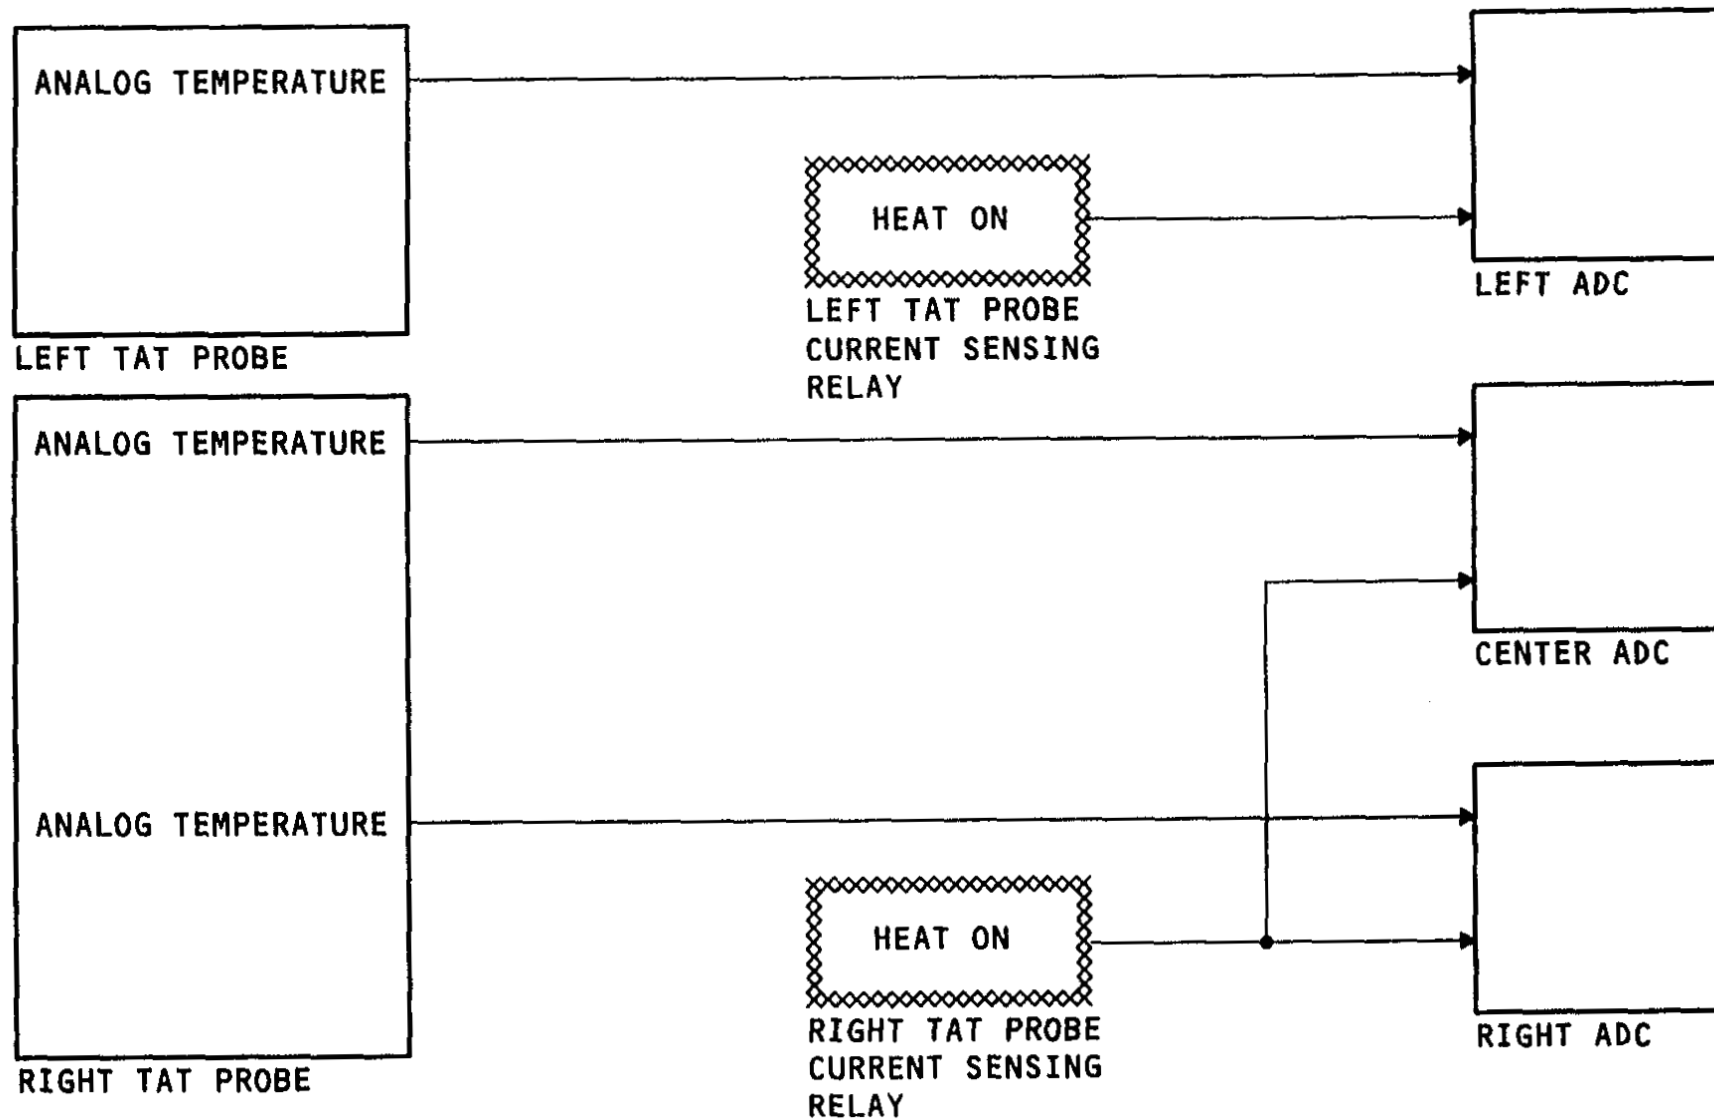 ANALOG TEMPERATURE
HEAT ON
LEFT ADC
LEFT TAT PROBE
CURRENT SENSING
RELAY
LEFT TAT PROBE
ANALOG TEMPERATURE
CENTER ADC
ANALOG TEMPERATURE
HEAT ON
RIGHT TAT PROBE
CURRENT SENSING
RELAY
RIGHT ADC
RIGHT TAT PROBE